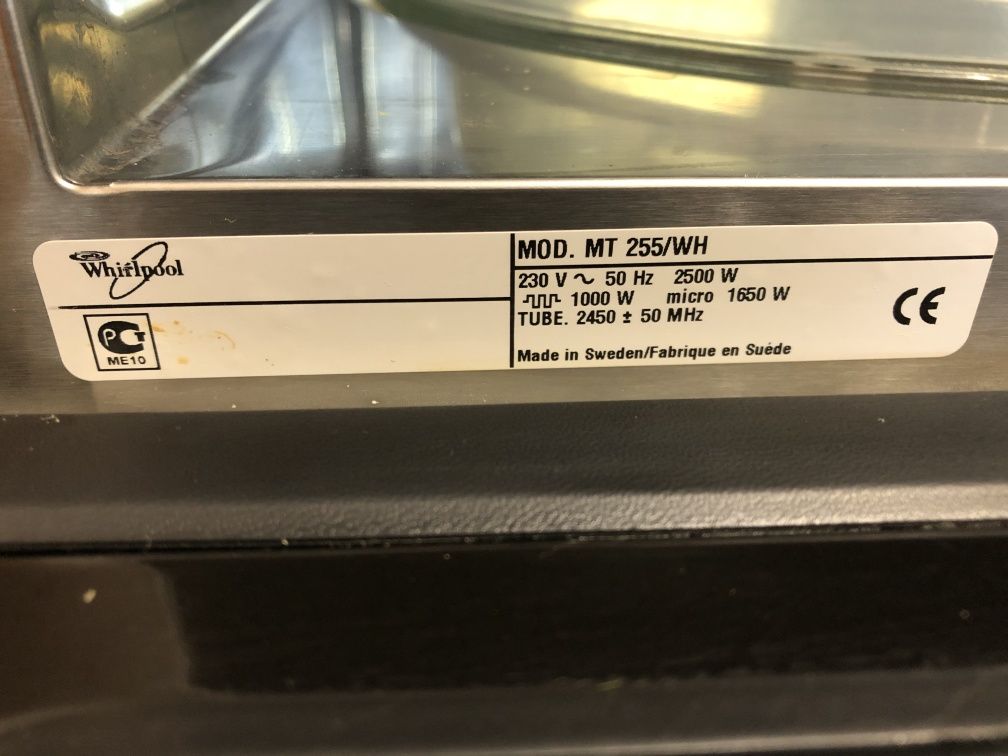 Whirlpool
PCT
ME10
MOD. MT 255/WH
230 V ~ 50 Hz 2500 W
1000 W micro 1650 W
TUBE. 2450 ± 50 MHz
Made in Sweden/Fabrique en Suéde
CE